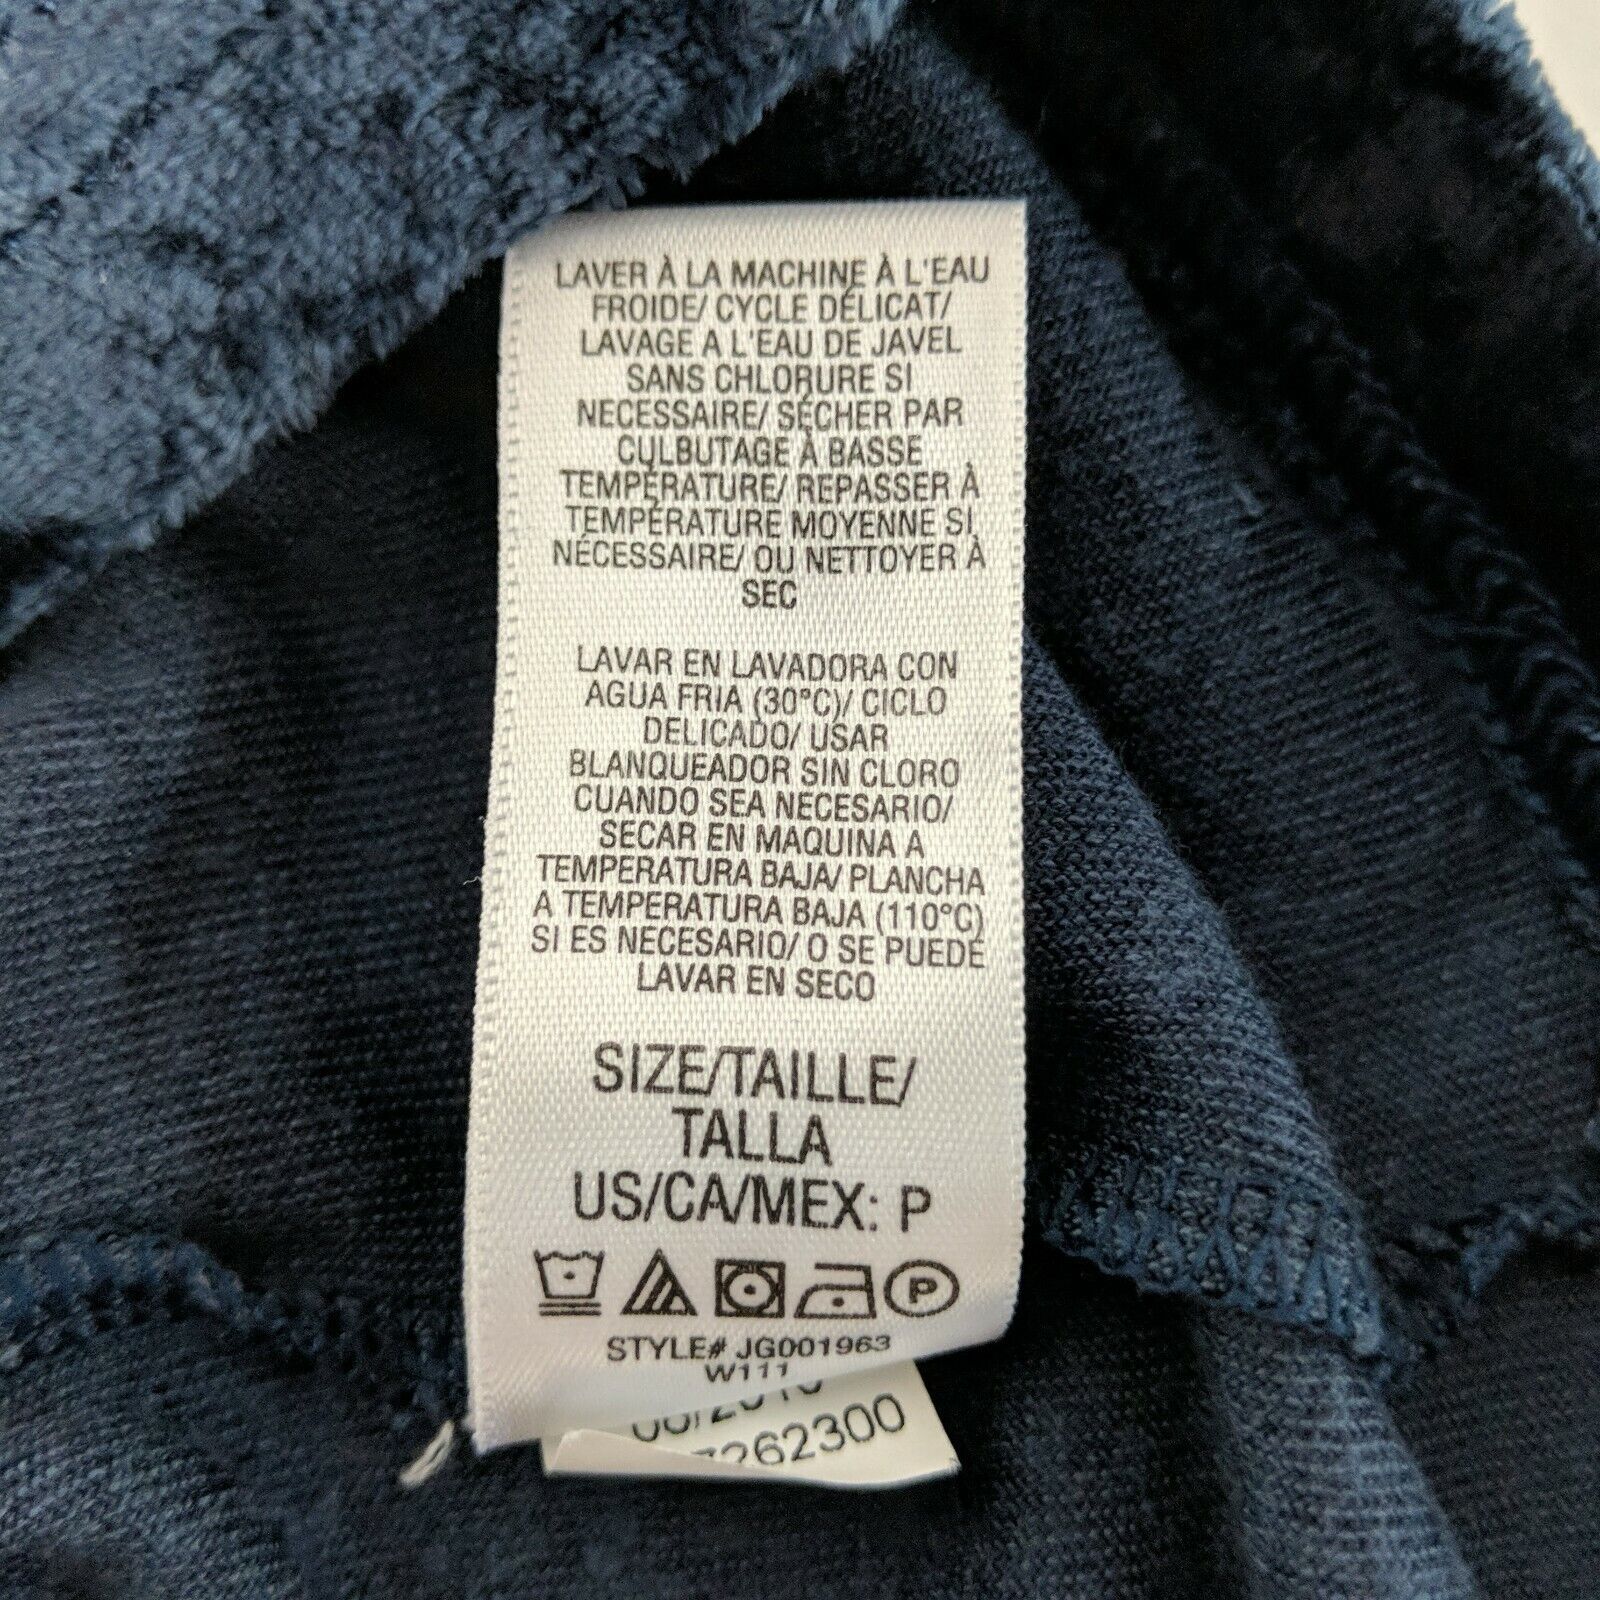 LAVER À LA MACHINE À L'EAU
FROIDE/ CYCLE DÉLICAT/
LAVAGE A L'EAU DE JAVEL
SANS CHLORURE SI
NÉCESSAIRE/ SÉCHER PAR
CULBUTAGE À BASSE
TEMPÉRATURE/ REPASSER À
TEMPÉRATURE MOYENNE SI
NÉCESSAIRE/ OU NETTOYER À
SEC
LAVAR EN LAVADORA CON
AGUA FRIA (30°C)/ CICLO
DELICADO/ USAR
BLANQUEADOR SIN CLORO
CUANDO SEA NECESARIO/
SECAR EN MAQUINA A
TEMPERATURA BAJA/ PLANCHA
A TEMPERATURA BAJA (110°C)
SI ES NECESARIO/ O SE PUEDE
LAVAR EN SECO
SIZE/TAILLE/
TALLA
US/CA/MEX: P
P
STYLE# JG001963
W111
7262300